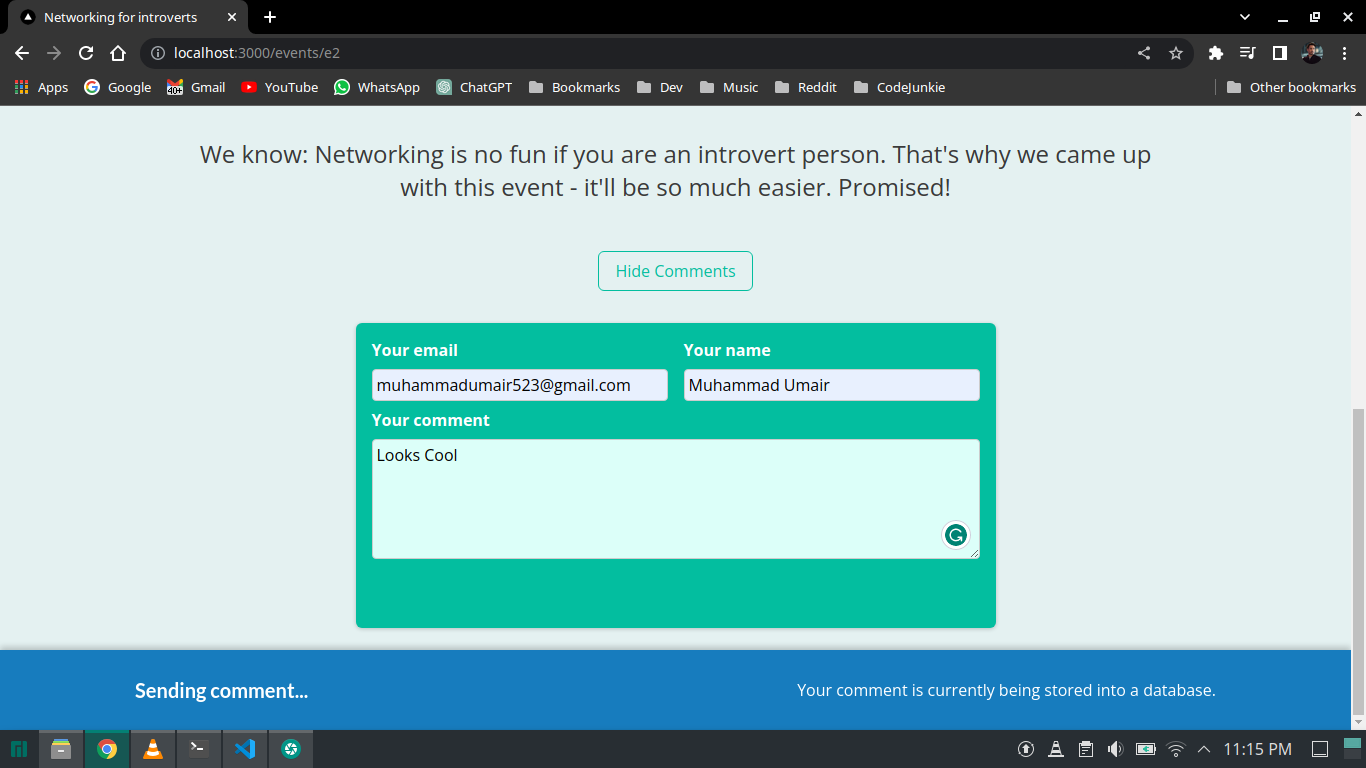 Networking for introverts
localhost:3000/events/e2
Apps Google 40+ Gmail YouTube WhatsApp ChatGPT Bookmarks Dev Music Reddit CodeJunkie Other bookmarks
We know: Networking is no fun if you are an introvert person. That's why we came up
with this event - it'll be so much easier. Promised!
Hide Comments
Your email Your name
muhammadumair523@gmail.com Muhammad Umair
Your comment
Looks Cool
Sending comment... Your comment is currently being stored into a database.
11:15 PM